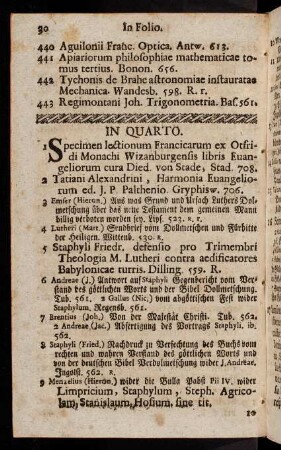 30 In Folio.
440 Aguilonii Franc. Optica. Antw. 613.
441 Apiariorum philosophiæ mathematicæ to-
mus tertius. Bonon. 656.
442 Tychonis de Brahe astronomiæ instauratæ
Mechanica. Wandesb. 598. R. r.
443 Regimontani Joh. Trigonometria. Bas. 561.
IN QUARTO.
1 Specimen lectionum Francicarum ex Otfri-
di Monachi Wizanburgensis libris Euan-
geliorum cura Died. von Stade, Stad. 708.
2 Tatiani Alexandrini, Harmonia Euangelio-
rum ed. J. P. Palthenio. Gryphisw. 706.
3 Emser (Hieron.) Aus was Grund und Ursach Luthers Dol-
metschung über das neue Testament dem gemeinen Mann
billig verboten worden sey. Lips. 523. R. r.
4 Lutheri (Mart.) Sendbrief vom Dollmetschen und Fürbitte
der Heiligen. Wittenb. 530. R.
5 Staphyli Friedr. defensio pro Trimembri
Theologia M. Lutheri contra aedificatores
Babylonicae turris. Dilling. 559. R.
6 Andreae (J.) Antwort auf Staphyli Gegenbericht vom Ver-
stand des göttlichen Worts und der Bibel Dollmetschung.
Tub. 561. 2 Gallus (Nic.) vom abgöttischen Fest wider
Staphylum. Regensb. 561.
7 Brentius (Joh.) Von der Majestät Christi. Tub. 562.
2 Andreae (Jac.) Abfertigung des Vortrags Staphyli. ib.
562.
8 Staphyli (Fried.) Nachdruck zu Verfechtung des Buchs vom
rechten und wahren Verstand des göttlichen Worts und
von der deutschen Bibel Verdolmetschung wider J. Andreae.
Ingolst. 562. R. r.
9 Mencelius (Hieron.) wider die Bulla Pabst Pii IV. wider
Limpricium, Staphylum, Steph. Agrico-
lam, Stanislaum, Hosium. sine tit.
10